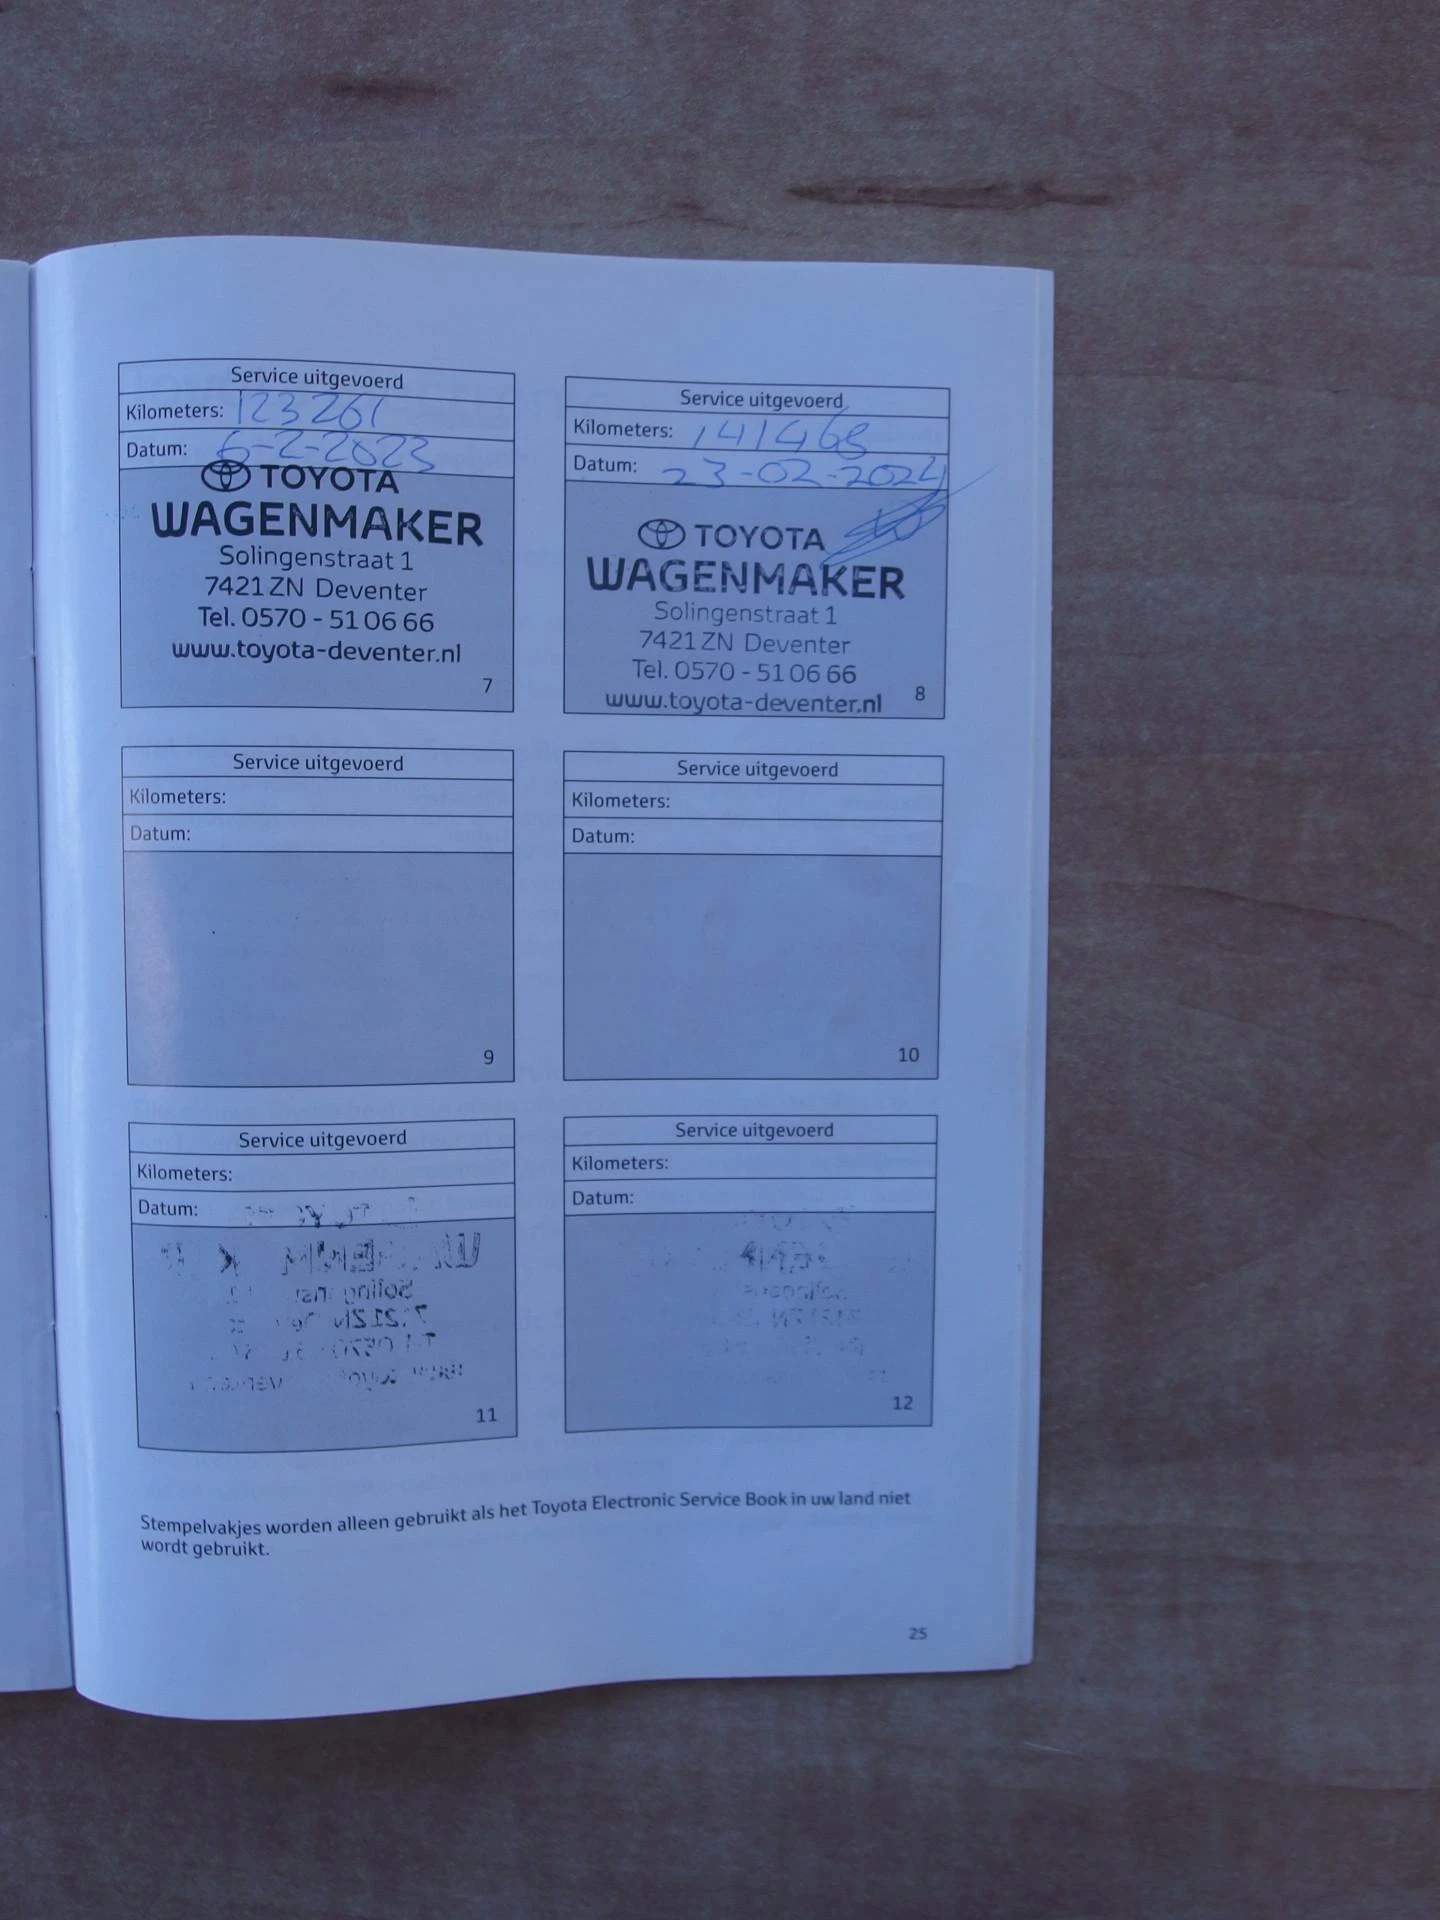 Service uitgevoerd
Kilometers: 123261
Datum: 6-2-2023
TOYOTA
WAGENMAKER
Solingenstraat 1
7421 ZN Deventer
Tel. 0570 - 51 06 66
www.toyota-deventer.nl
7
Service uitgevoerd
Kilometers: 141468
Datum: 23-02-2024
TOYOTA
WAGENMAKER
Solingenstraat 1
7421 ZN Deventer
Tel. 0570 - 51 06 66
www.toyota-deventer.nl
8
Service uitgevoerd
Kilometers:
Datum:
9
Service uitgevoerd
Kilometers:
Datum:
10
Service uitgevoerd
Kilometers:
Datum:
11
Service uitgevoerd
Kilometers:
Datum:
12
Stempelvakjes worden alleen gebruikt als het Toyota Electronic Service Book in uw land niet
wordt gebruikt.
25